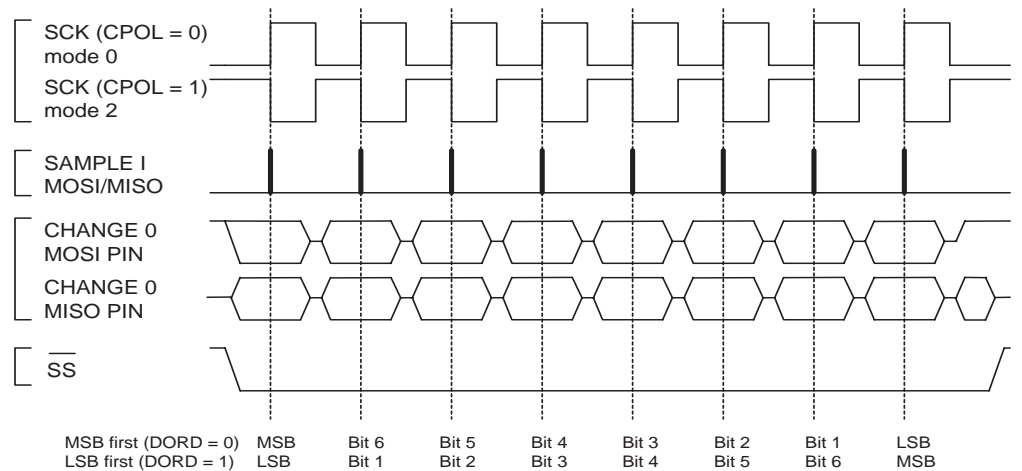 SCK (CPOL = 0)
mode 0
SCK (CPOL = 1)
mode 2
SAMPLE I
MOSI/MISO
CHANGE 0
MOSI PIN
CHANGE 0
MISO PIN
SS
MSB first (DORD = 0) MSB Bit 6 Bit 5 Bit 4 Bit 3 Bit 2 Bit 1 LSB
LSB first (DORD = 1) LSB Bit 1 Bit 2 Bit 3 Bit 4 Bit 5 Bit 6 MSB